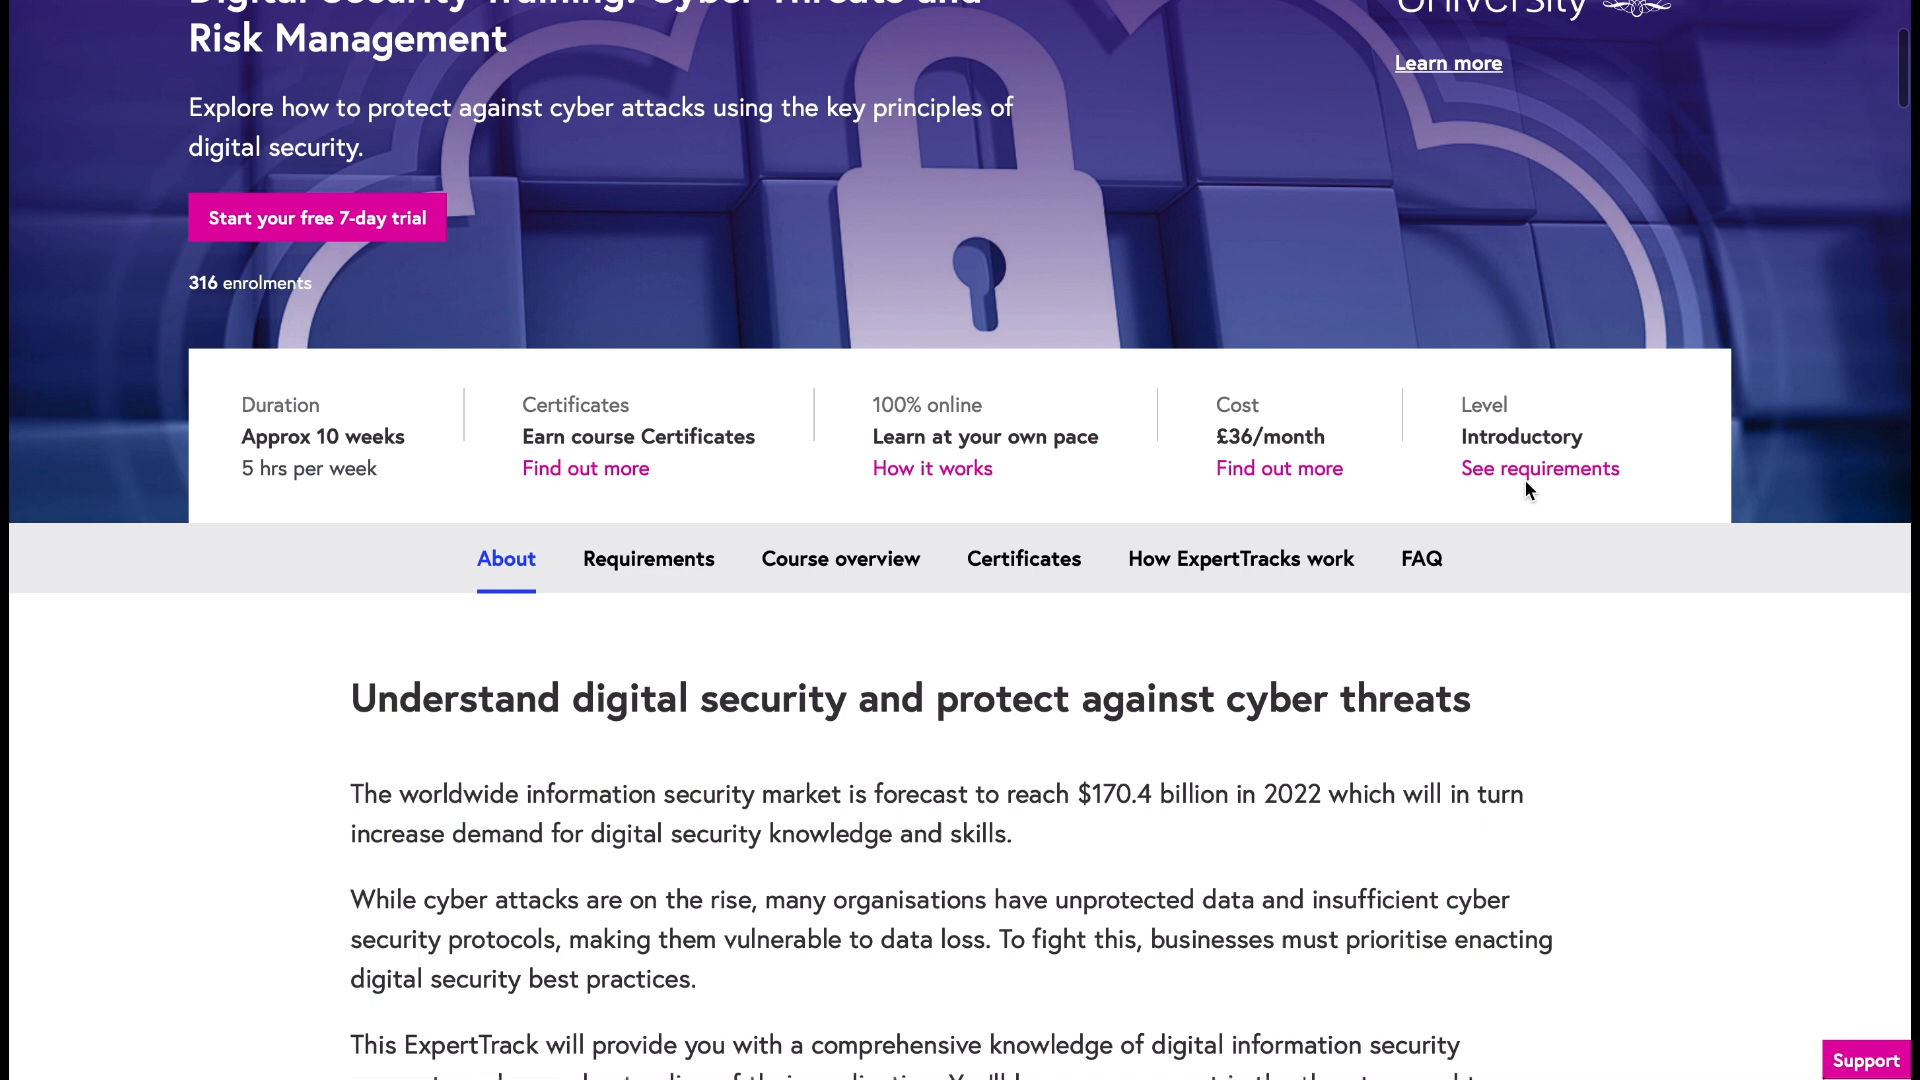 Digital Security Training: Cyber Threats and
Risk Management
University
Learn more
Explore how to protect against cyber attacks using the key principles of
digital security.
Start your free 7-day trial
316 enrolments
Duration
Approx 10 weeks
5 hrs per week
Certificates
Earn course Certificates
Find out more
100% online
Learn at your own pace
How it works
Cost
£36/month
Find out more
Level
Introductory
See requirements
About Requirements Course overview Certificates How ExpertTracks work FAQ
Understand digital security and protect against cyber threats
The worldwide information security market is forecast to reach $170.4 billion in 2022 which will in turn
increase demand for digital security knowledge and skills.
While cyber attacks are on the rise, many organisations have unprotected data and insufficient cyber
security protocols, making them vulnerable to data loss. To fight this, businesses must prioritise enacting
digital security best practices.
This ExpertTrack will provide you with a comprehensive knowledge of digital information security
Support